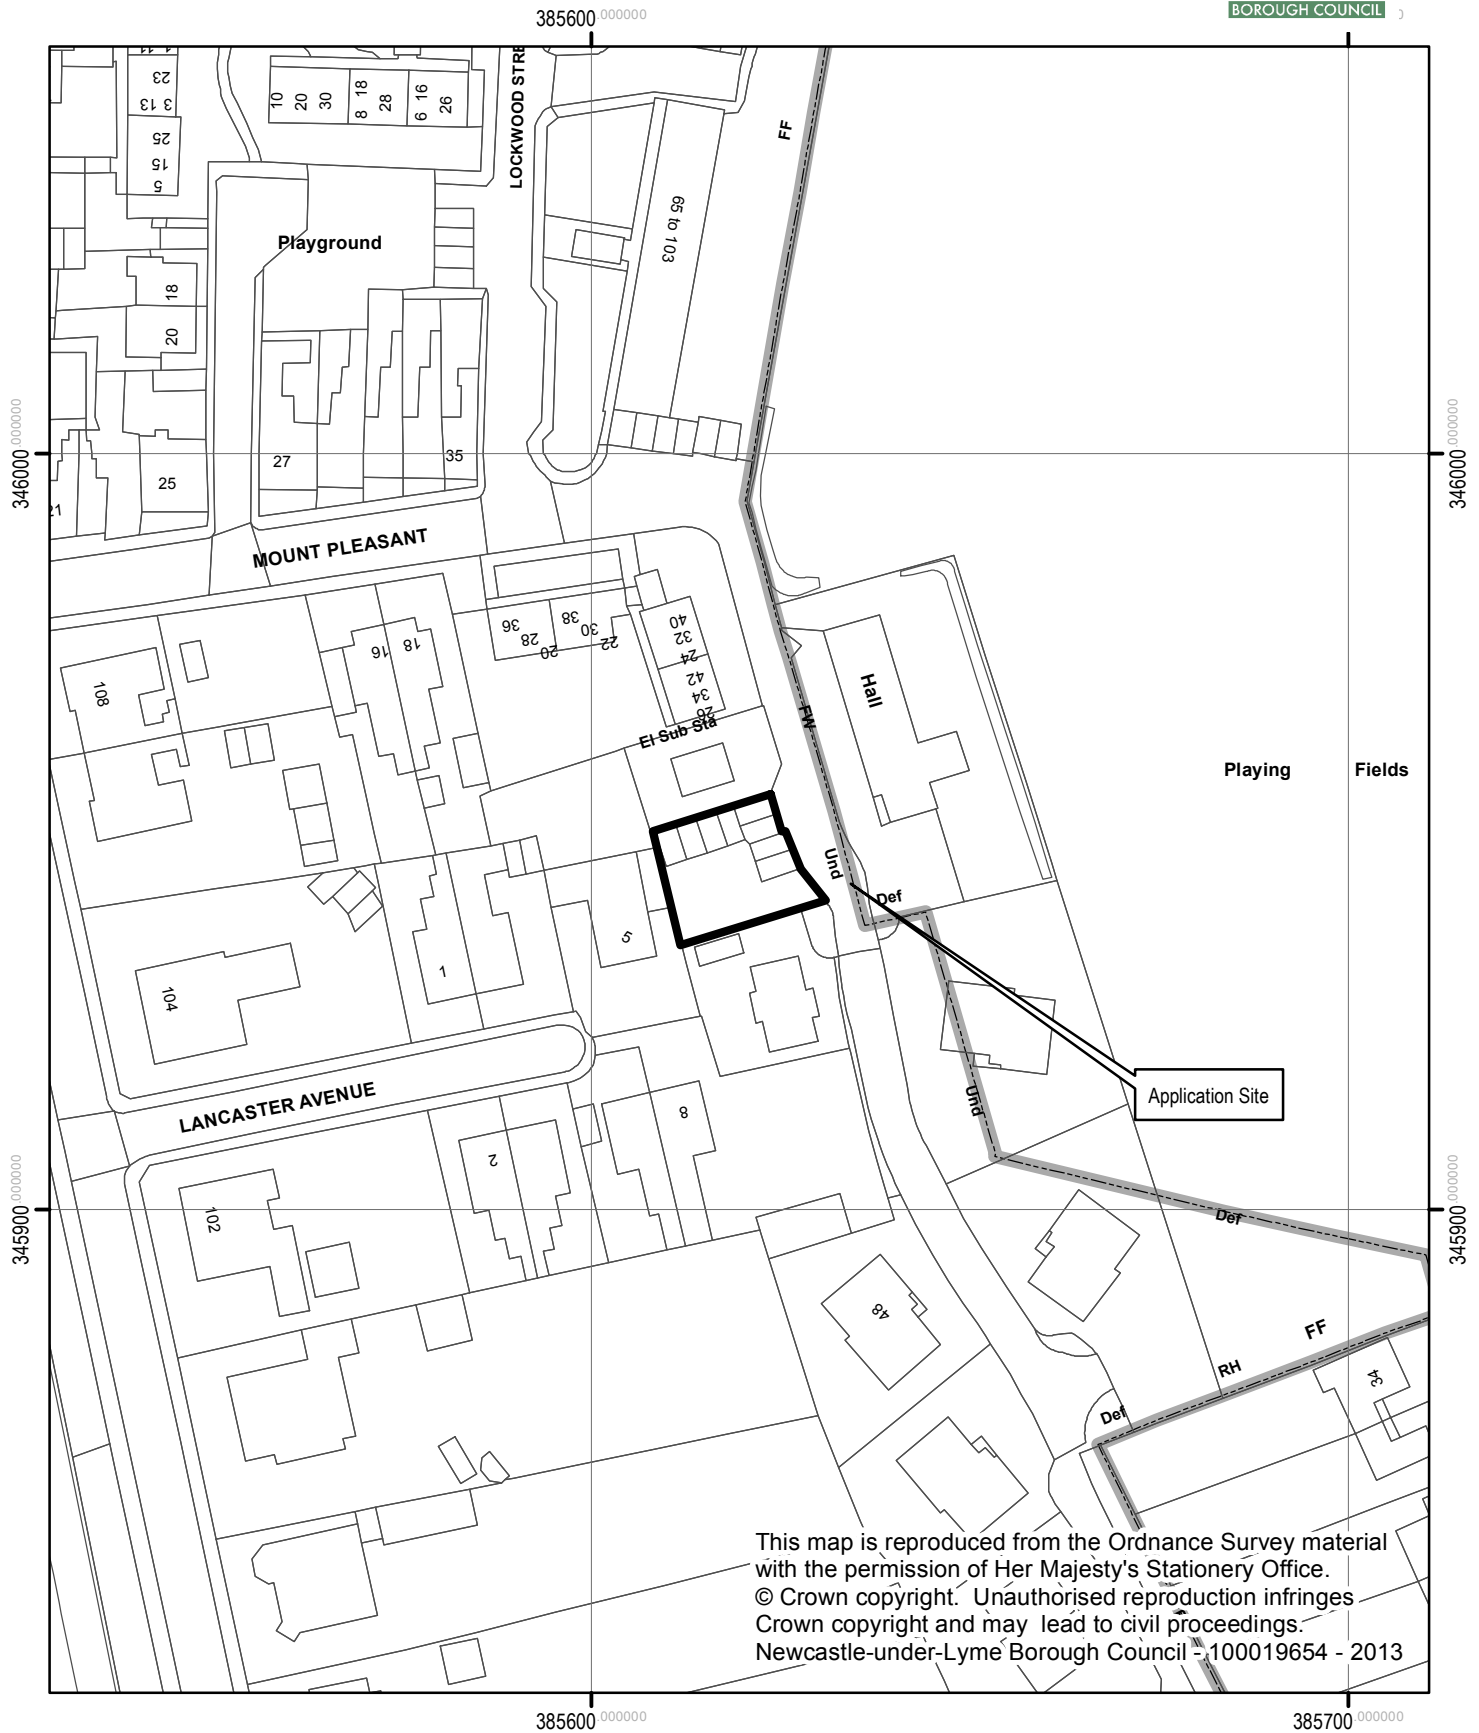 BOROUGH COUNCIL
385600.000000
10 20 30 8 18 28 6 16 26
23
3 13
25
15
5
LOCKWOOD STRE
FF
65 to 103
Playground
18
20
346000.000000
346000.000000
27
35
25
21
MOUNT PLEASANT
36 28 20 38 30 22
40
32
24
42
34
26
16 18
108
Hall
FW
El Sub Sta
Playing Fields
Und
Def
5
1
104
Application Site
Und
LANCASTER AVENUE
8
2
102
345900.000000
345900.000000
Def
48
FF
RH
34
Def
This map is reproduced from the Ordnance Survey material
with the permission of Her Majesty's Stationery Office.
© Crown copyright. Unauthorised reproduction infringes
Crown copyright and may lead to civil proceedings.
Newcastle-under-Lyme Borough Council - 100019654 - 2013
385600.000000
385700.000000